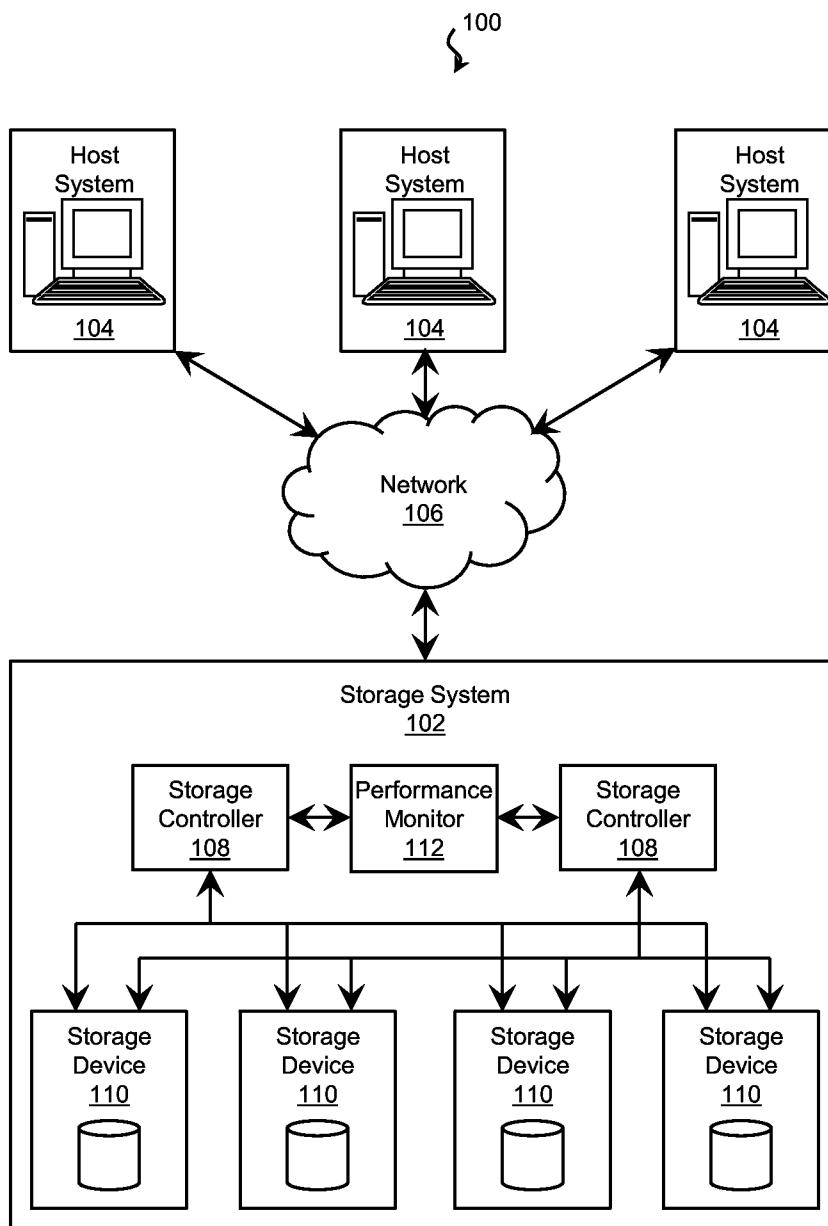 100
Host
System
104
Host
System
104
Host
System
104
Network
106
Storage System
102
Storage
Controller
108
Performance
Monitor
112
Storage
Controller
108
Storage
Device
110
Storage
Device
110
Storage
Device
110
Storage
Device
110